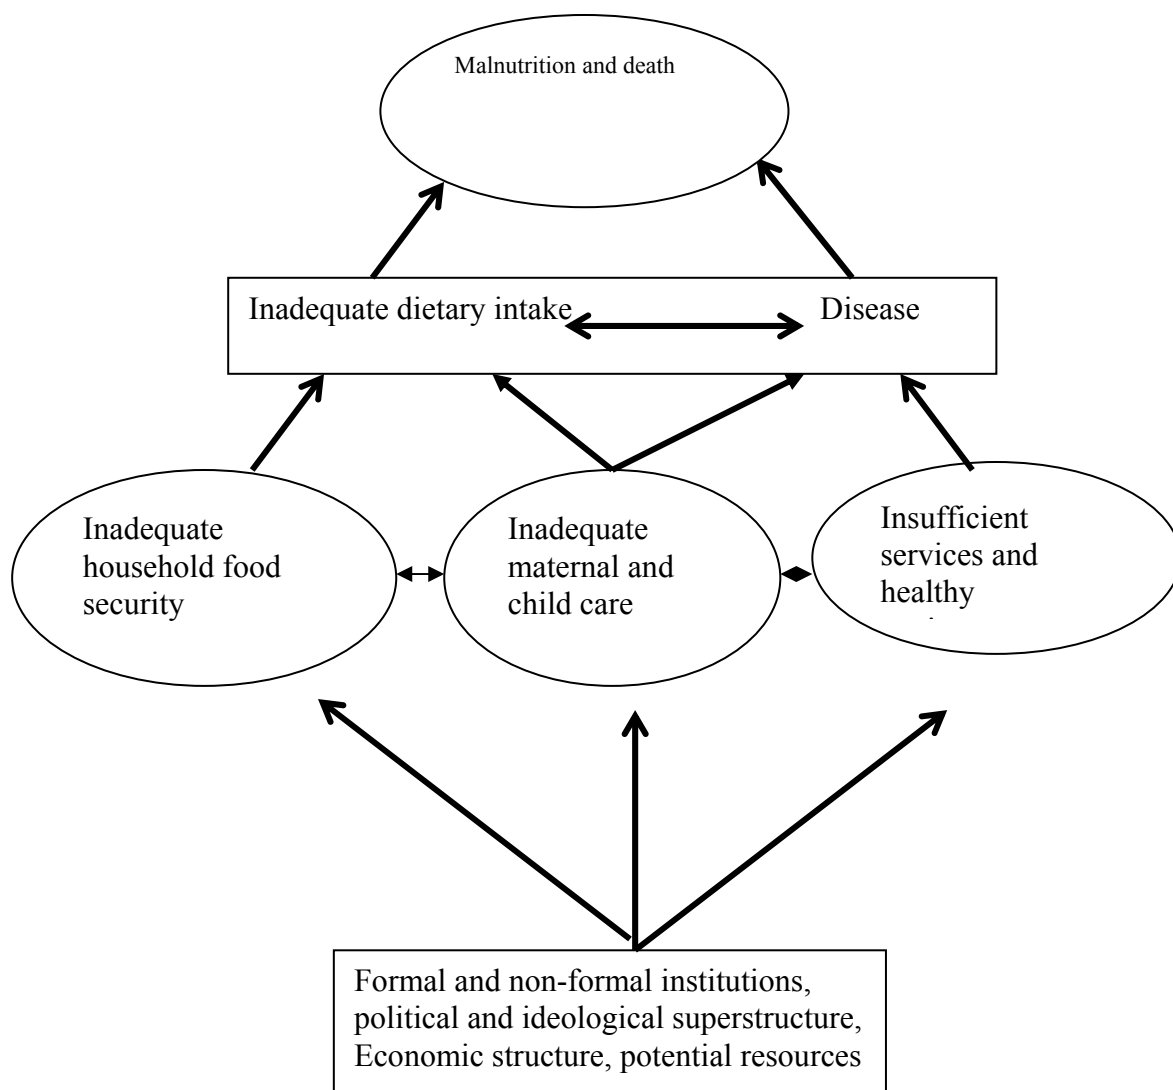 Malnutrition and death
Inadequate dietary intake
Disease
Inadequate
household food
security
Inadequate
maternal and
child care
Insufficient
services and
healthy
Formal and non-formal institutions,
political and ideological superstructure,
Economic structure, potential resources